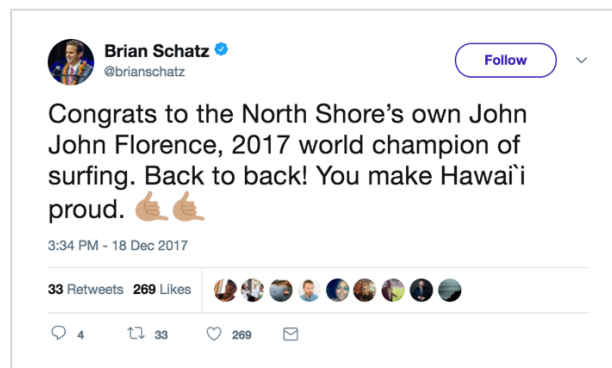 Brian Schatz
@brianschatz
Follow
Congrats to the North Shore’s own John
John Florence, 2017 world champion of
surfing. Back to back! You make Hawai`i
proud. 🤙🏽🤙🏽
3:34 PM - 18 Dec 2017
33 Retweets 269 Likes
4 33 269